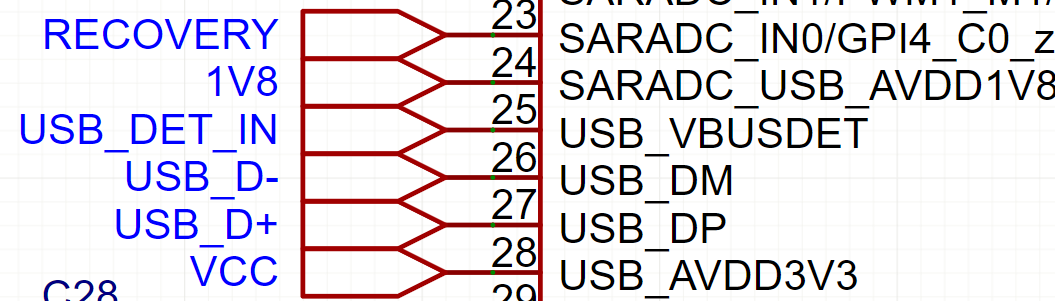 RECOVERY 23 SARADC_IN0/GPI4_C0_z
1V8 24 SARADC_USB_AVDD1V8
USB_DET_IN 25 USB_VBUSDET
USB_D- 26 USB_DM
USB_D+ 27 USB_DP
VCC 28 USB_AVDD3V3
C28 29